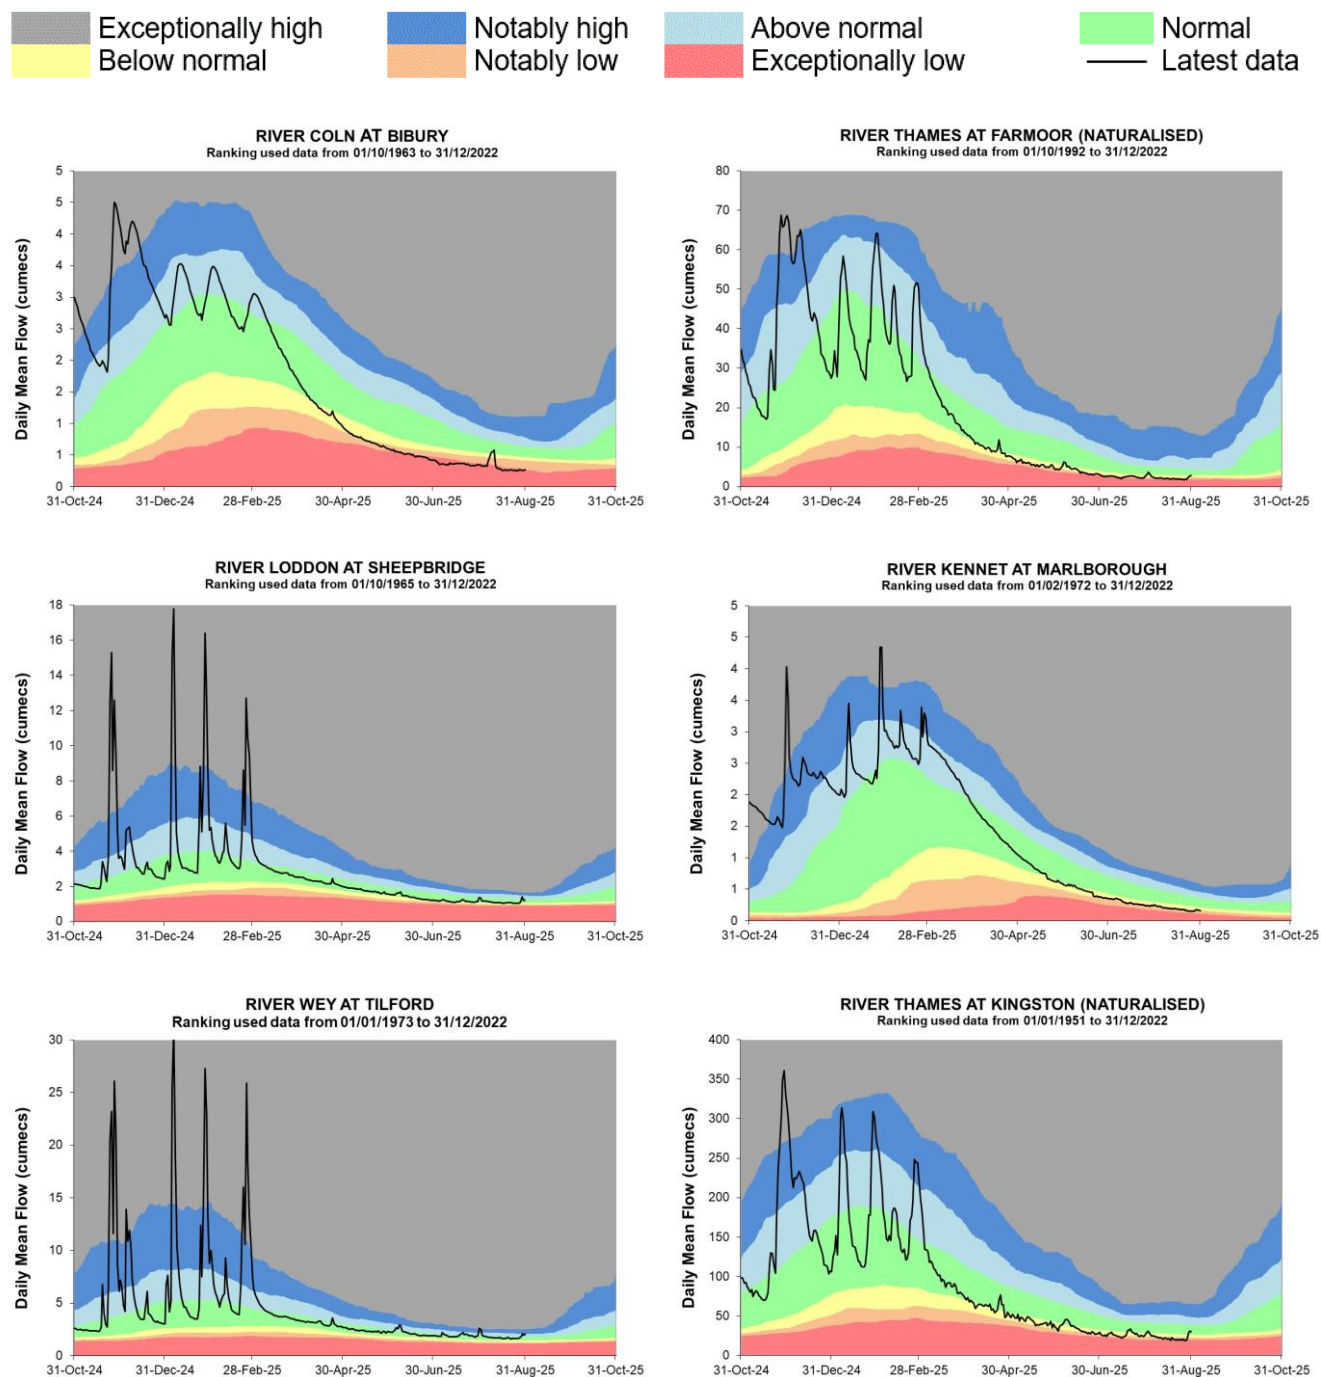 Exceptionally high Notably high Above normal Normal
Below normal Notably low Exceptionally low Latest data
RIVER COLN AT BIBURY
Ranking used data from 01/10/1963 to 31/12/2022
Daily Mean Flow (cumecs)
5
5
4
4
3
3
2
2
1
1
0
31-Oct-24 31-Dec-24 28-Feb-25 30-Apr-25 30-Jun-25 31-Aug-25 31-Oct-25
RIVER THAMES AT FARMOOR (NATURALISED)
Ranking used data from 01/10/1992 to 31/12/2022
Daily Mean Flow (cumecs)
80
70
60
50
40
30
20
10
0
31-Oct-24 31-Dec-24 28-Feb-25 30-Apr-25 30-Jun-25 31-Aug-25 31-Oct-25
RIVER LODDON AT SHEEPBRIDGE
Ranking used data from 01/10/1965 to 31/12/2022
Daily Mean Flow (cumecs)
18
16
14
12
10
8
6
4
2
0
31-Oct-24 31-Dec-24 28-Feb-25 30-Apr-25 30-Jun-25 31-Aug-25 31-Oct-25
RIVER KENNET AT MARLBOROUGH
Ranking used data from 01/02/1972 to 31/12/2022
Daily Mean Flow (cumecs)
5
5
4
4
3
3
2
2
1
1
0
31-Oct-24 31-Dec-24 28-Feb-25 30-Apr-25 30-Jun-25 31-Aug-25 31-Oct-25
RIVER WEY AT TILFORD
Ranking used data from 01/01/1973 to 31/12/2022
Daily Mean Flow (cumecs)
30
25
20
15
10
5
0
31-Oct-24 31-Dec-24 28-Feb-25 30-Apr-25 30-Jun-25 31-Aug-25 31-Oct-25
RIVER THAMES AT KINGSTON (NATURALISED)
Ranking used data from 01/01/1951 to 31/12/2022
Daily Mean Flow (cumecs)
400
350
300
250
200
150
100
50
0
31-Oct-24 31-Dec-24 28-Feb-25 30-Apr-25 30-Jun-25 31-Aug-25 31-Oct-25